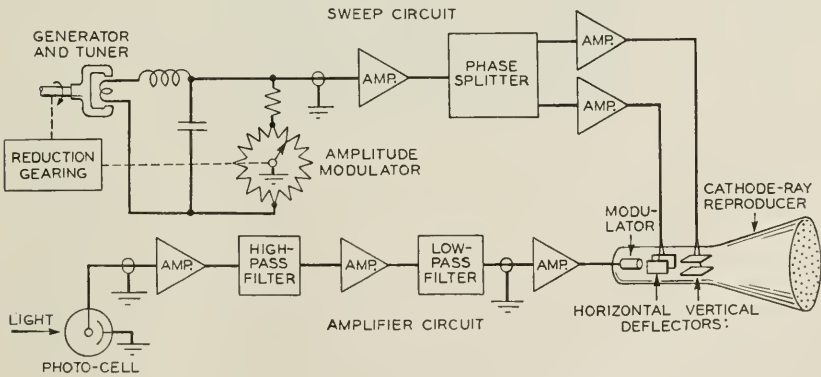 SWEEP CIRCUIT
GENERATOR
AND TUNER
AMP.
PHASE
SPLITTER
AMP.
AMP.
REDUCTION
GEARING
AMPLITUDE
MODULATOR
CATHODE-RAY
REPRODUCER
MODU-
LATOR
AMP.
HIGH-
PASS
FILTER
AMP.
LOW-
PASS
FILTER
AMP.
HORIZONTAL VERTICAL
DEFLECTORS:
LIGHT
PHOTO-CELL
AMPLIFIER CIRCUIT